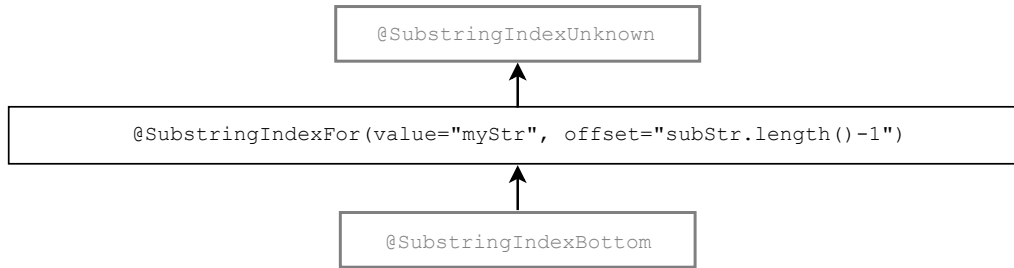 @SubstringIndexUnknown
@SubstringIndexFor(value="myStr", offset="subStr.length()-1")
@SubstringIndexBottom